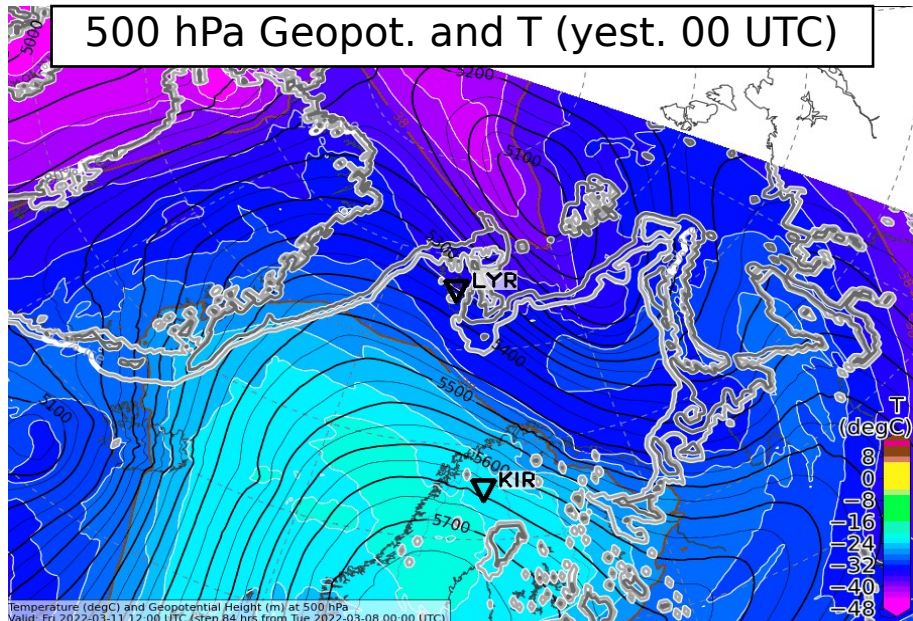 500 hPa Geopot. and T (yest. 00 UTC)
5000
5200
5100
5300
LYR
5400
5500
5100
5600
KIR
5700
T
(degC)
8
0
−8
−16
−24
−32
−40
−48
Temperature (degC) and Geopotential Height (m) at 500 hPa
Valid: Fri 2022-03-11 12:00 UTC (step 84 hrs from Tue 2022-03-08 00:00 UTC)